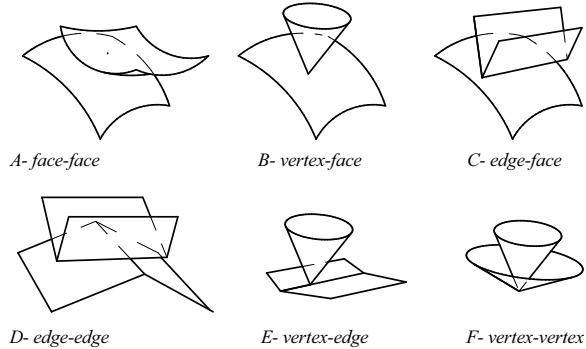 A- face-face
B- vertex-face
C- edge-face
D- edge-edge
E- vertex-edge
F- vertex-vertex